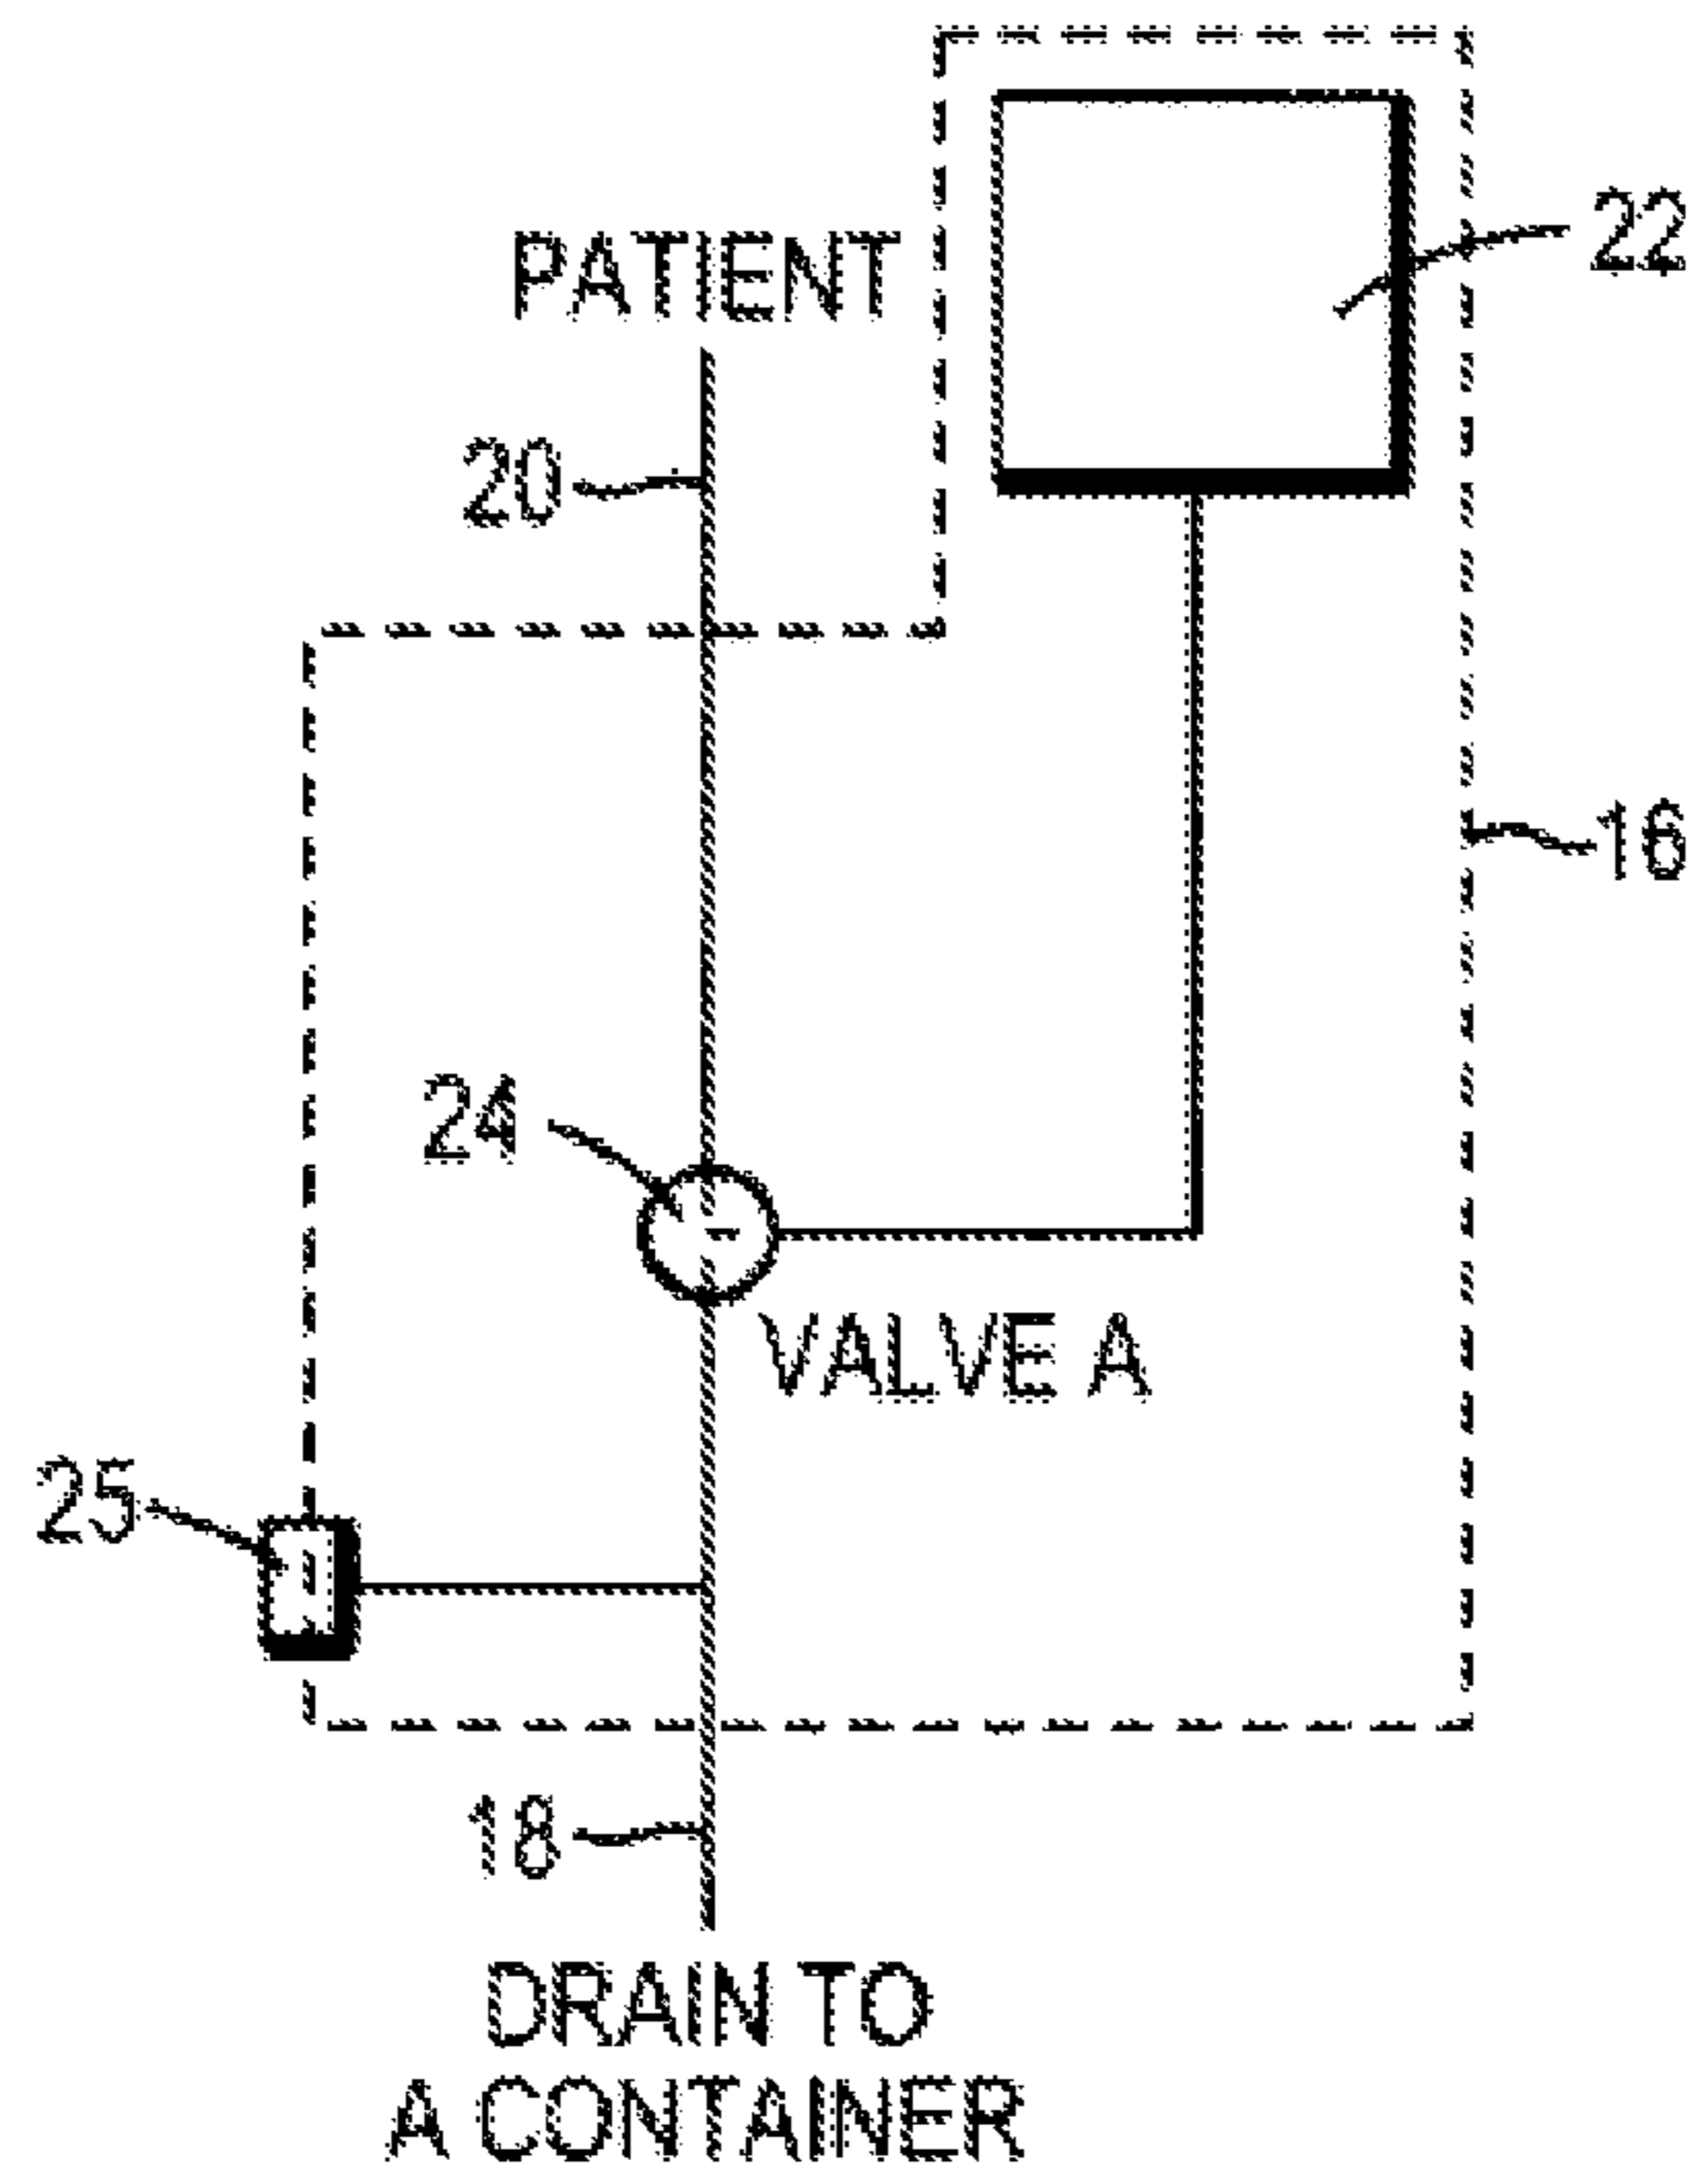 22
PATIENT
20
16
24
VALVE A
25
18
DRAIN TO
A CONTAINER